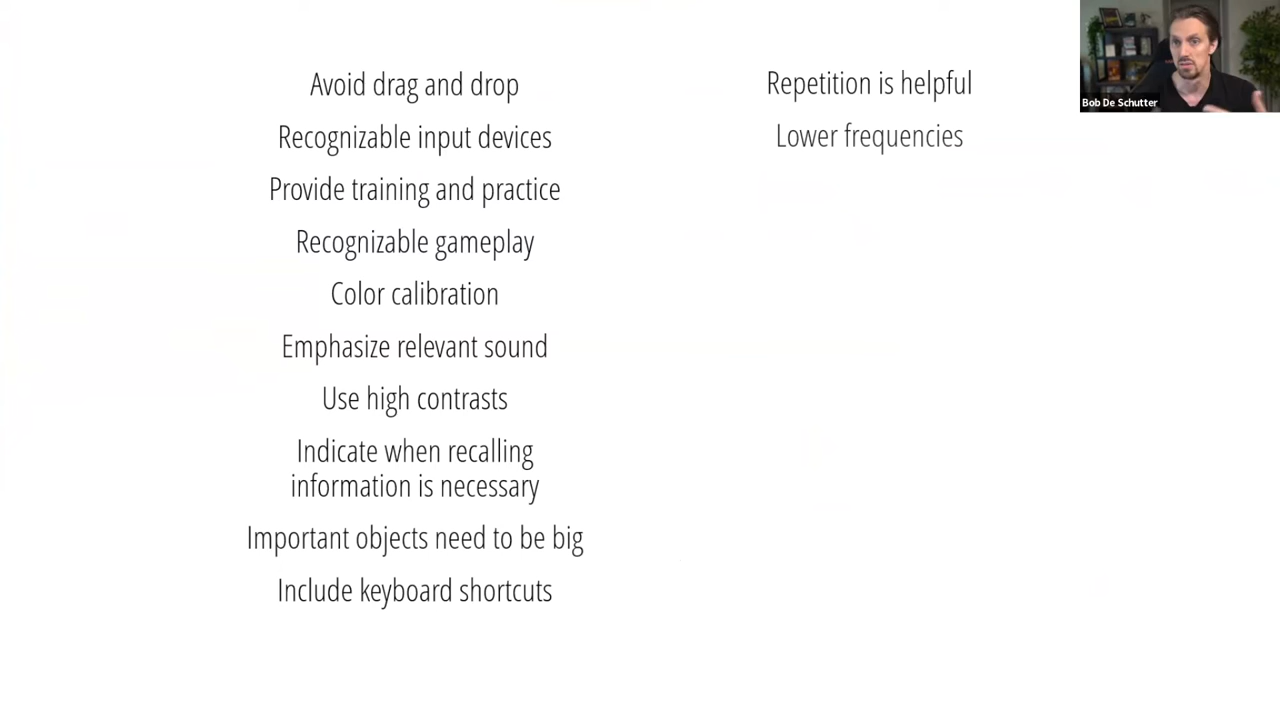 Avoid drag and drop
Recognizable input devices
Provide training and practice
Recognizable gameplay
Color calibration
Emphasize relevant sound
Use high contrasts
Indicate when recalling
information is necessary
Important objects need to be big
Include keyboard shortcuts
Repetition is helpful
Lower frequencies
Bob De Schutter